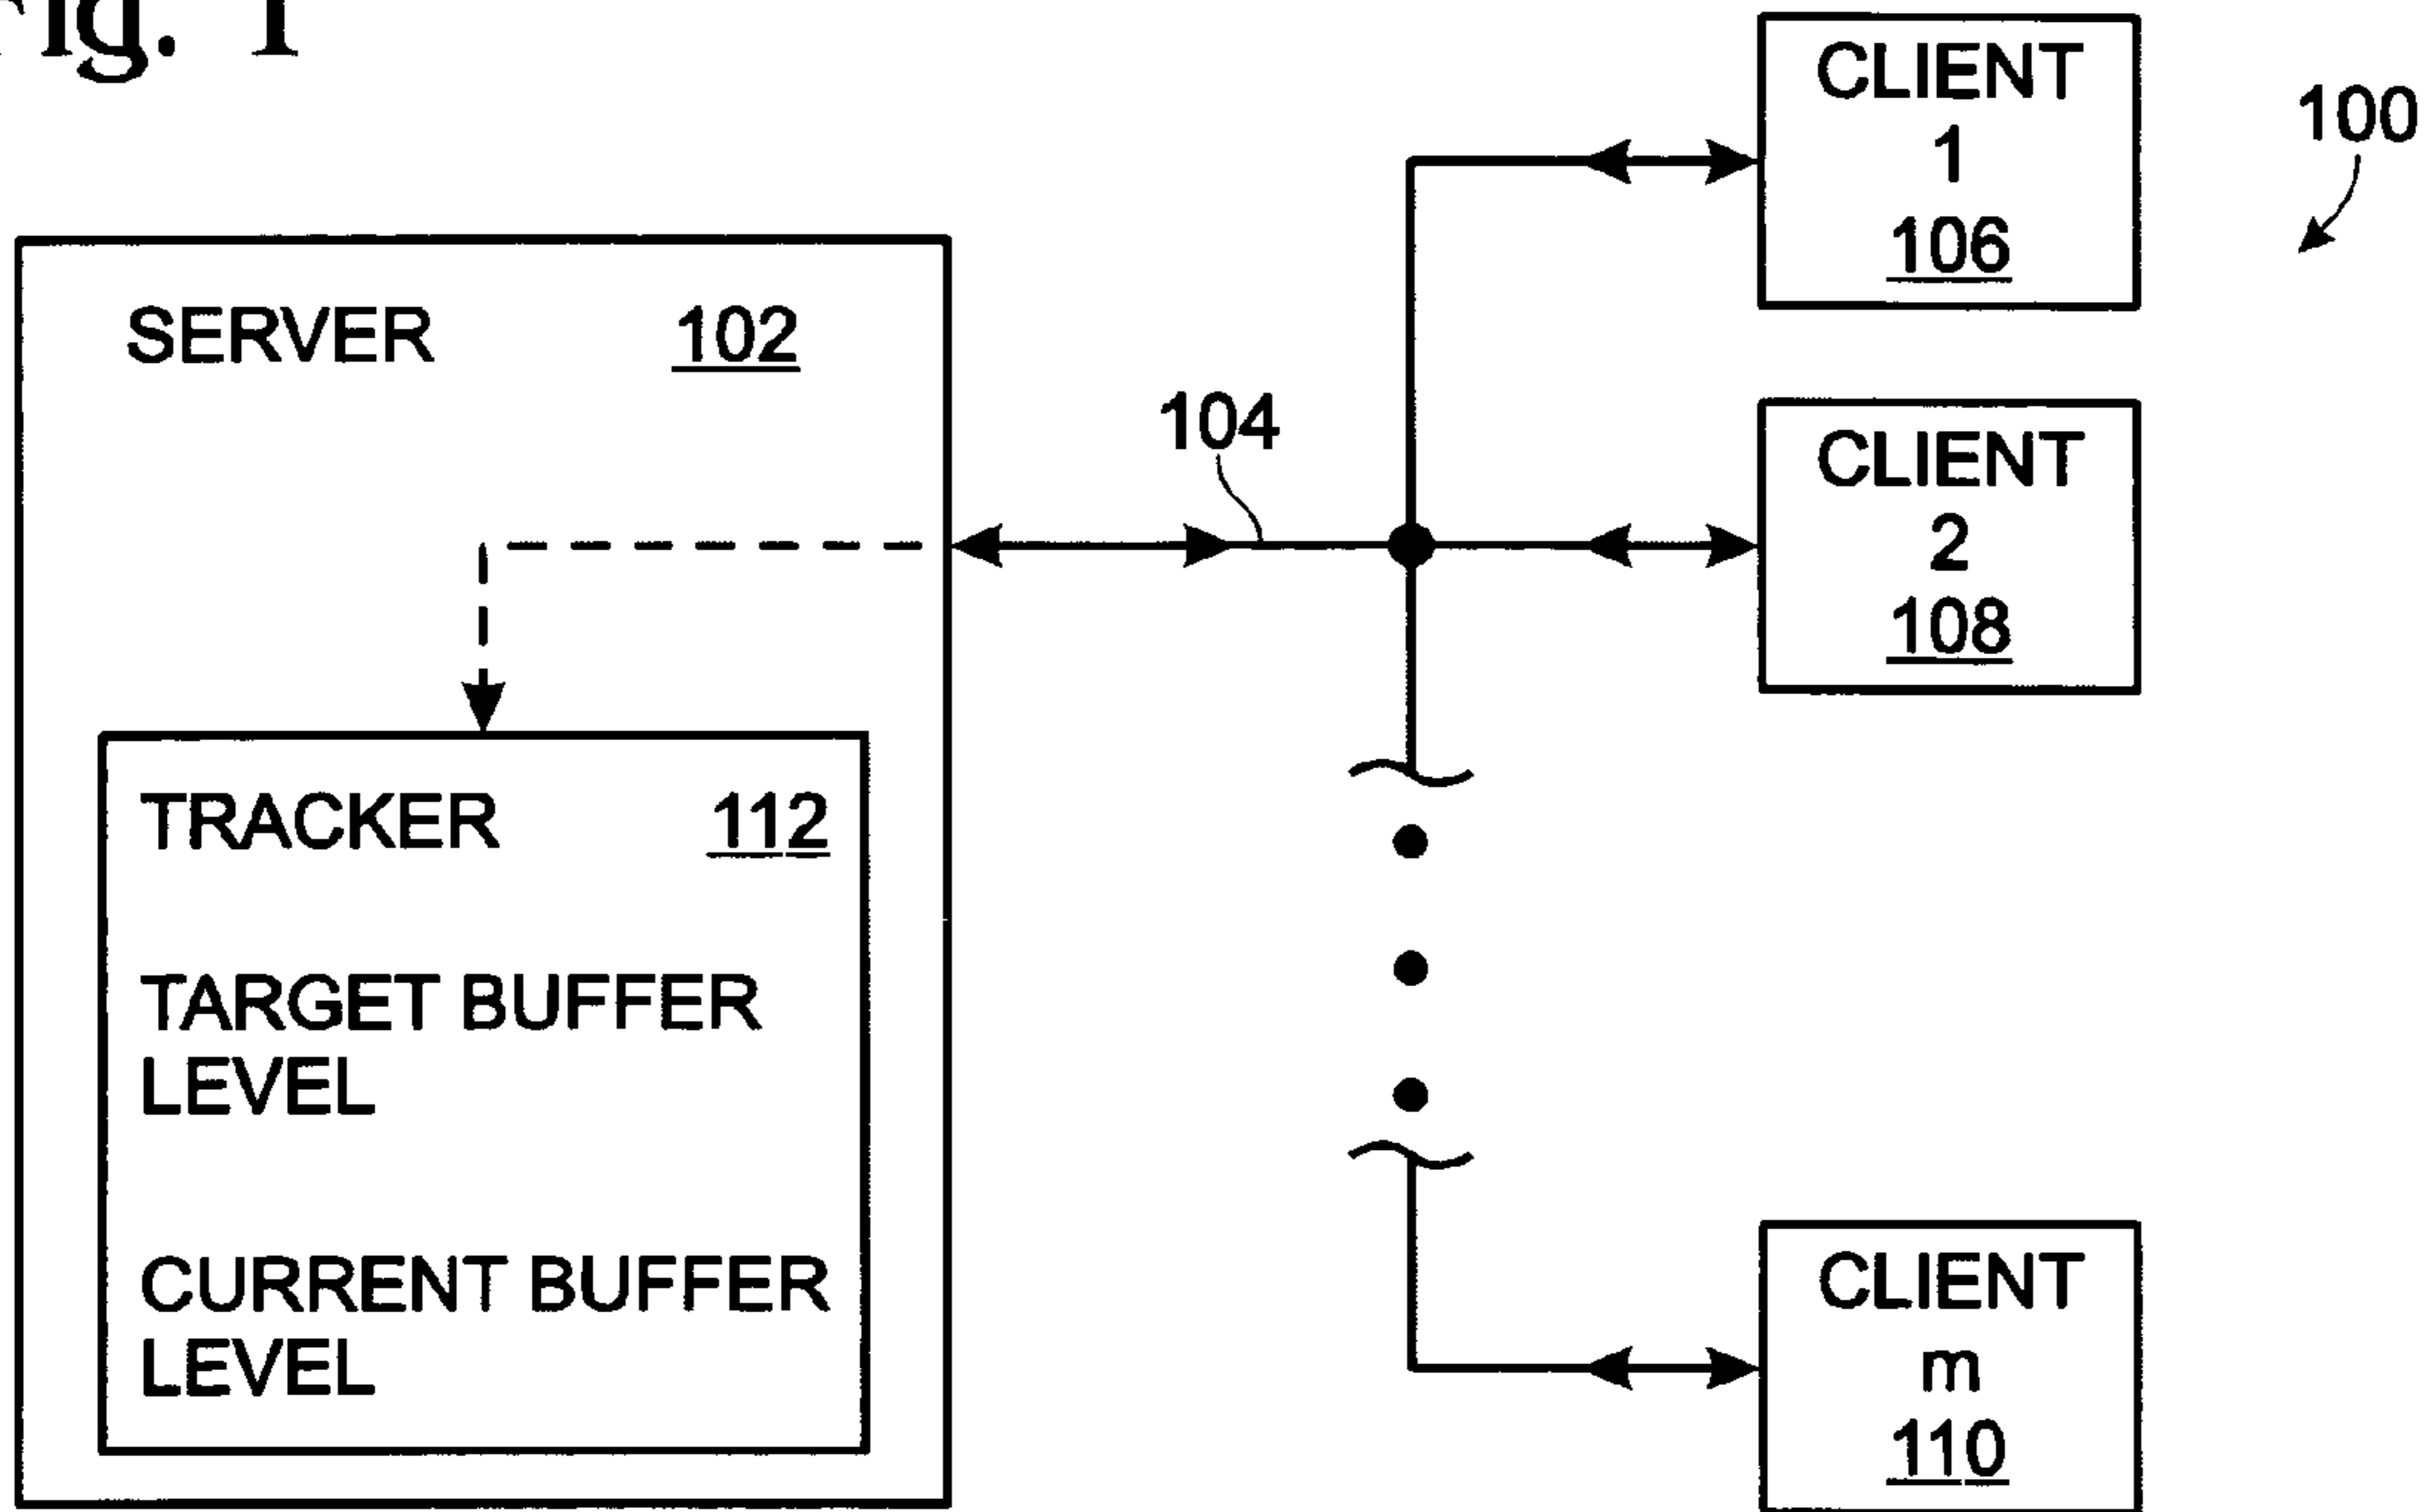 Fig. 1
CLIENT
1
106
100
SERVER 102
104
CLIENT
2
108
TRACKER 112
TARGET BUFFER
LEVEL
CURRENT BUFFER
LEVEL
CLIENT
m
110